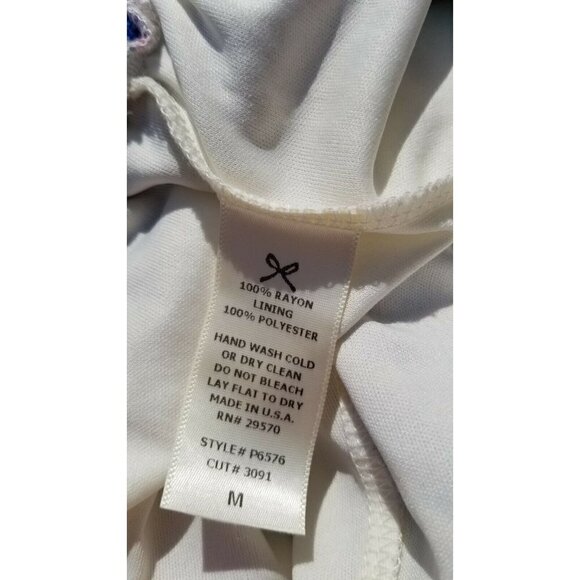 100% RAYON
LINING
100% POLYESTER
HAND WASH COLD
OR DRY CLEAN
DO NOT BLEACH
LAY FLAT TO DRY
MADE IN U.S.A.
RN# 29570
STYLE# P6576
CUT# 3091
M